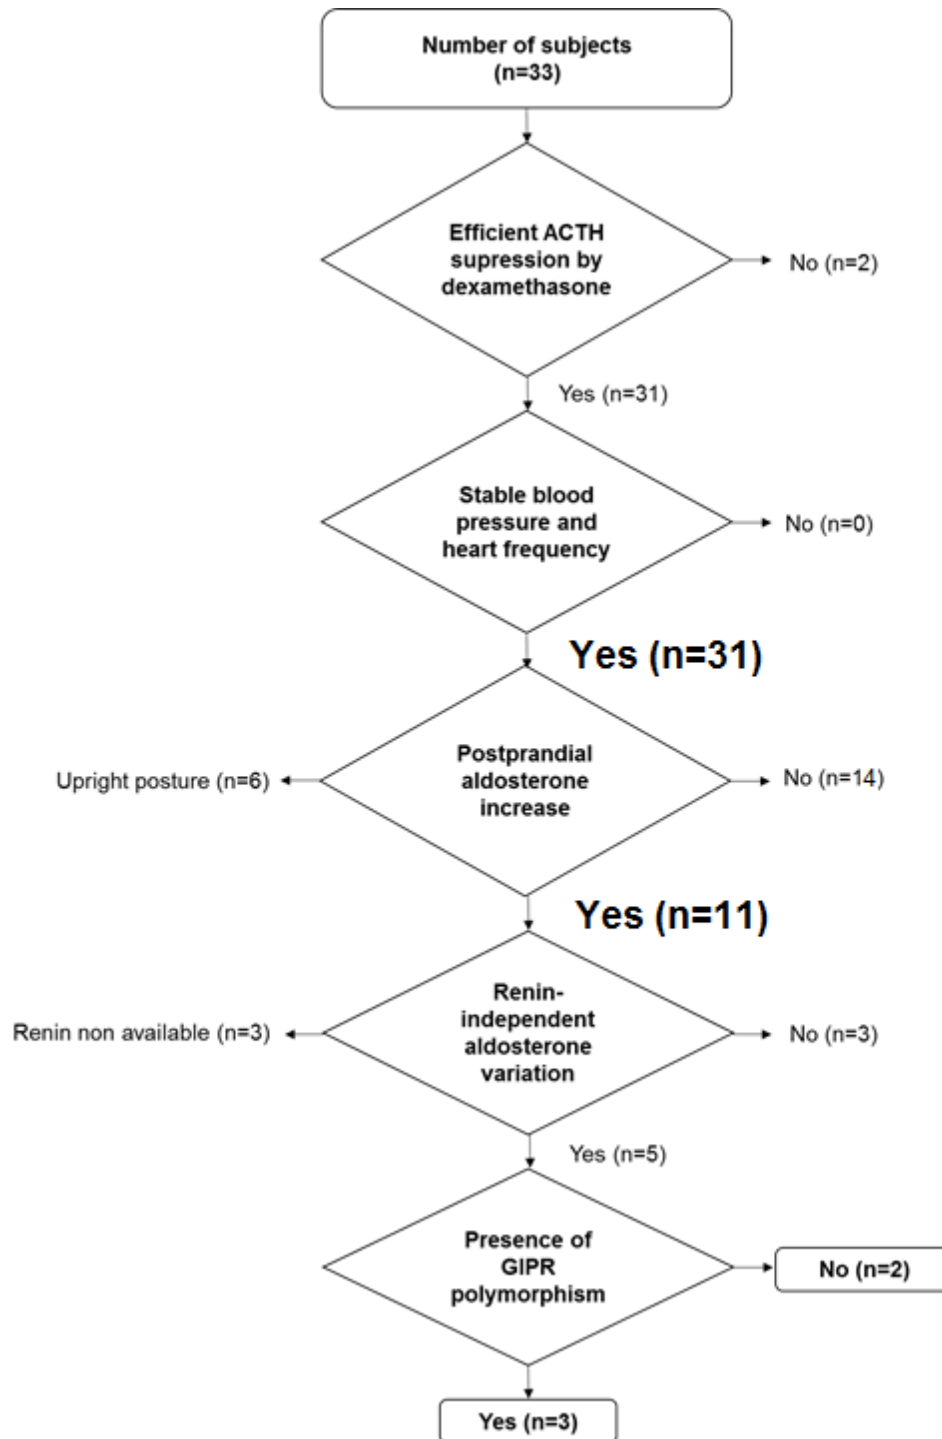 Number of subjects
(n=33)
Efficient ACTH
supression by
dexamethasone
No (n=2)
Yes (n=31)
Stable blood
pressure and
heart frequency
No (n=0)
Yes (n=31)
Postprandial
aldosterone
increase
Upright posture (n=6)
No (n=14)
Yes (n=11)
Renin-
independent
aldosterone
variation
Renin non available (n=3)
No (n=3)
Yes (n=5)
Presence of
GIPR
polymorphism
No (n=2)
Yes (n=3)